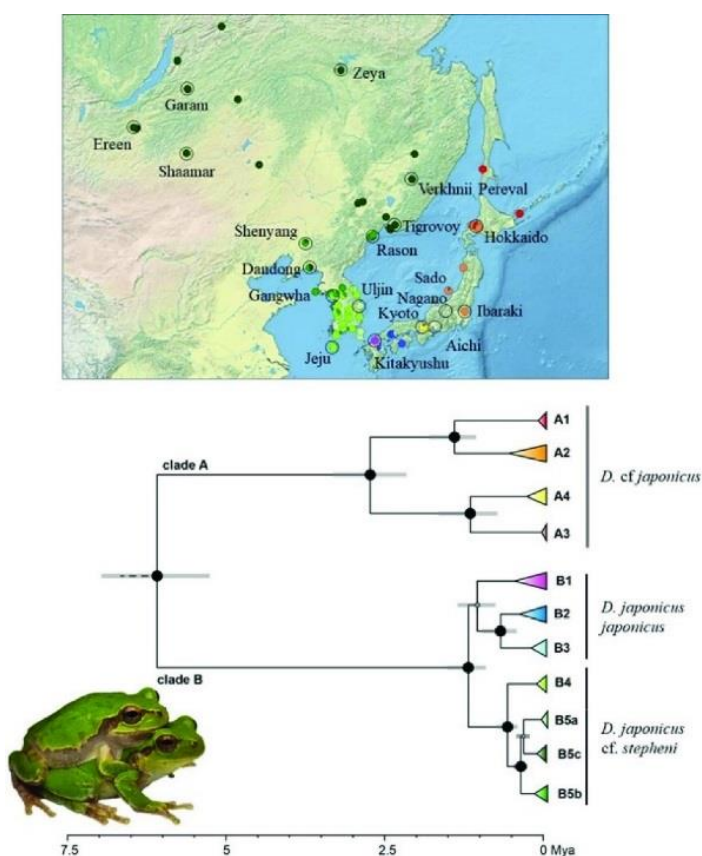 Zeya
Garam
Ereen
Shaamar
Verkhnii Pereval
Shenyang
Tigrovoy
Hokkaido
Rason
Dandong
Sado
Gangwha
Uljin
Nagano
Kyoto
Ibaraki
Jeju
Kitakyushu
Aichi
A1
clade A
A2
D. cf japonicus
A4
A3
B1
B2
D. japonicus
japonicus
B3
clade B
B4
B5a
D. japonicus
cf. stepheni
B5c
B5b
7.5
5
2.5
0 Mya